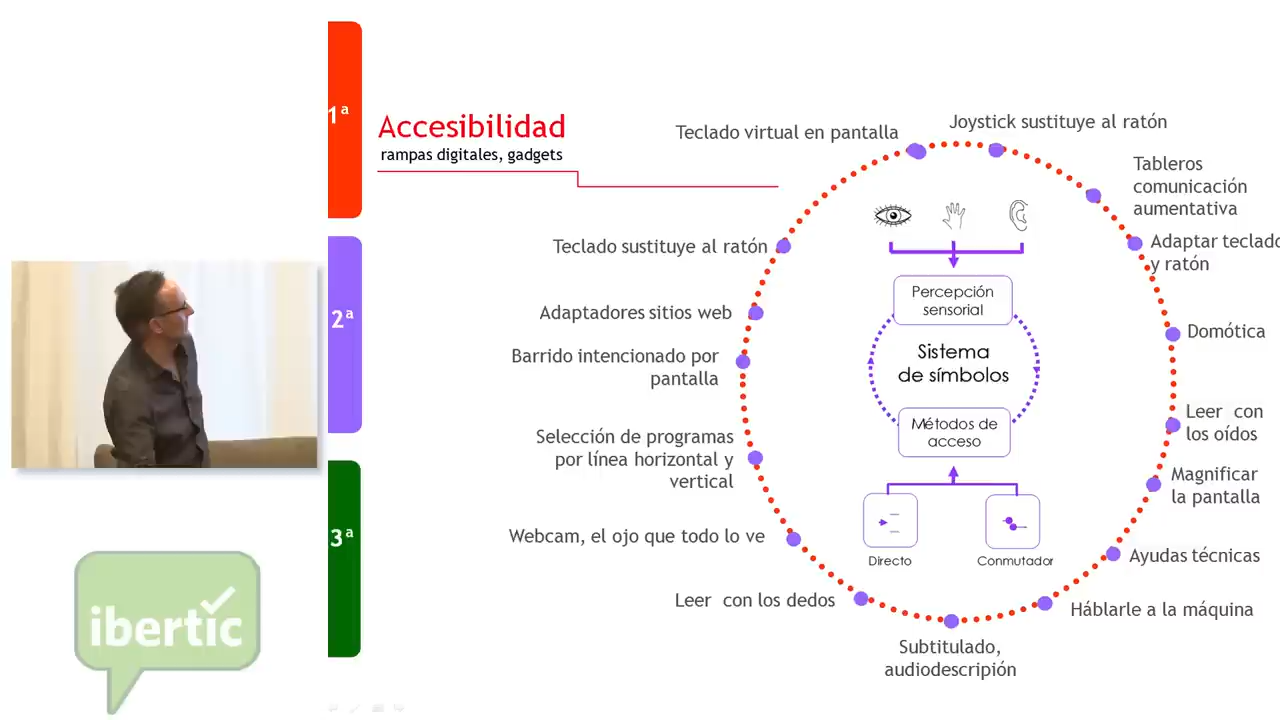 1ª
Accesibilidad
rampas digitales, gadgets
2ª
3ª
ibertic
Teclado virtual en pantalla
Joystick sustituye al ratón
Tableros
comunicación
aumentativa
Adaptar teclado
y ratón
Teclado sustituye al ratón
Adaptadores sitios web
Barrido intencionado por
pantalla
Selección de programas
por línea horizontal y
vertical
Webcam, el ojo que todo lo ve
Leer con los dedos
Subtitulado,
audiodescripión
Háblarle a la máquina
Ayudas técnicas
Magnificar
la pantalla
Leer con
los oídos
Domótica
Percepción
sensorial
Sistema
de símbolos
Métodos de
acceso
Directo
Conmutador